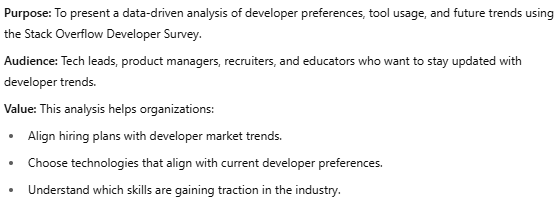 Purpose: To present a data-driven analysis of developer preferences, tool usage, and future trends using
the Stack Overflow Developer Survey.
Audience: Tech leads, product managers, recruiters, and educators who want to stay updated with
developer trends.
Value: This analysis helps organizations:
• Align hiring plans with developer market trends.
• Choose technologies that align with current developer preferences.
• Understand which skills are gaining traction in the industry.